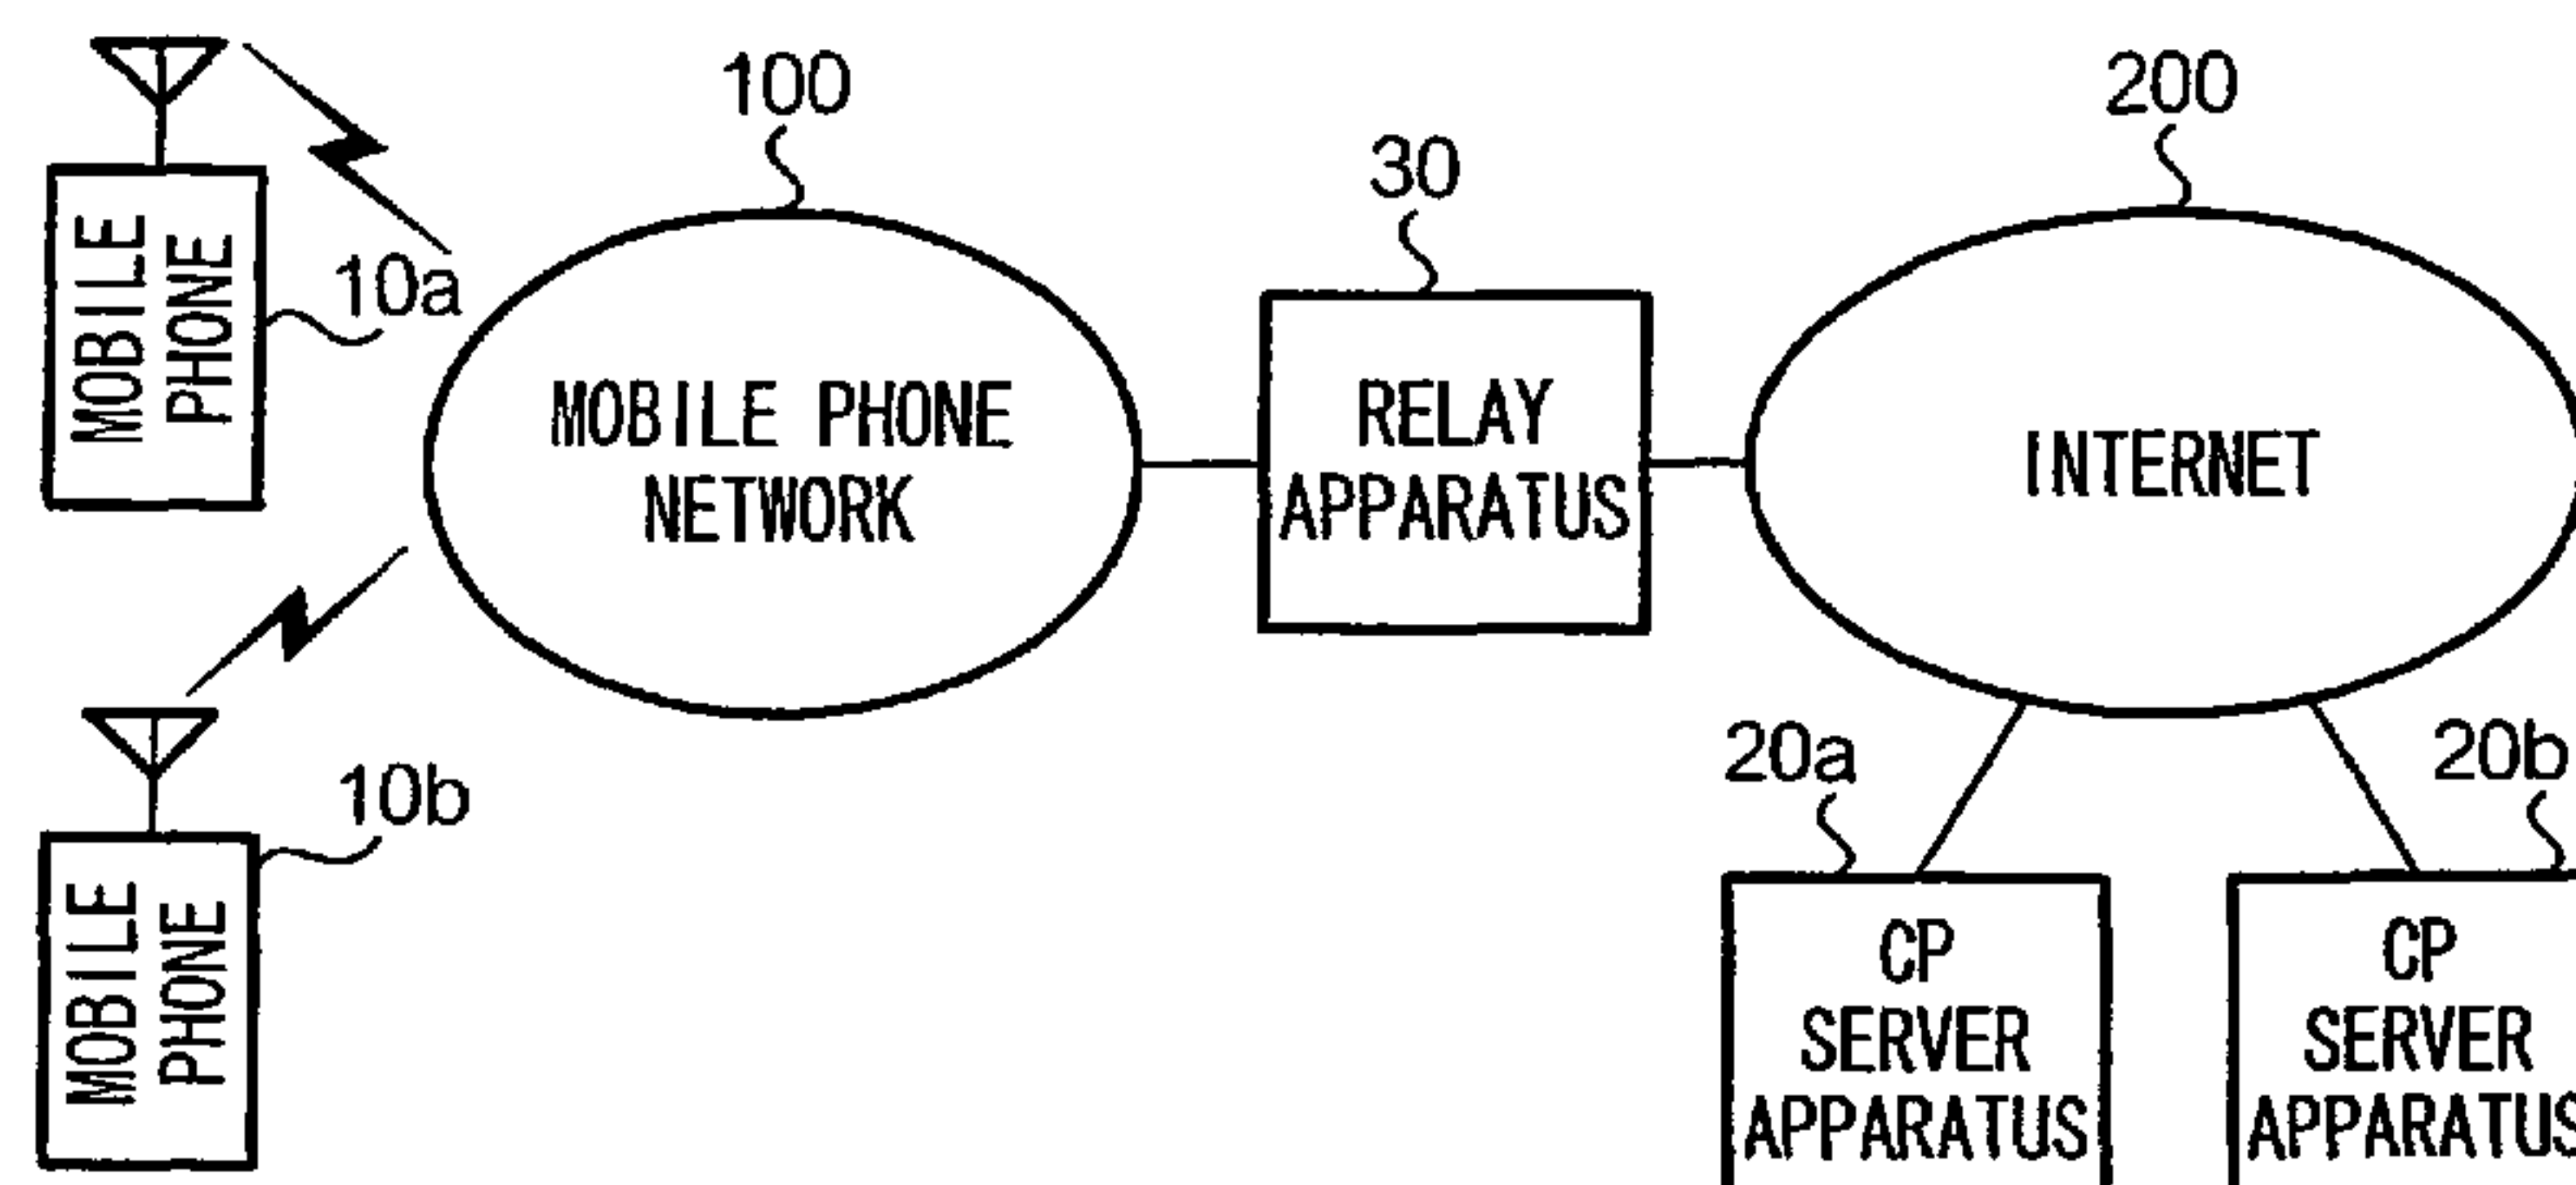 100
200
30
MOBILE
PHONE
10a
MOBILE PHONE
NETWORK
RELAY
APPARATUS
INTERNET
10b
MOBILE
PHONE
20a
20b
CP
SERVER
APPARATUS
CP
SERVER
APPARATUS